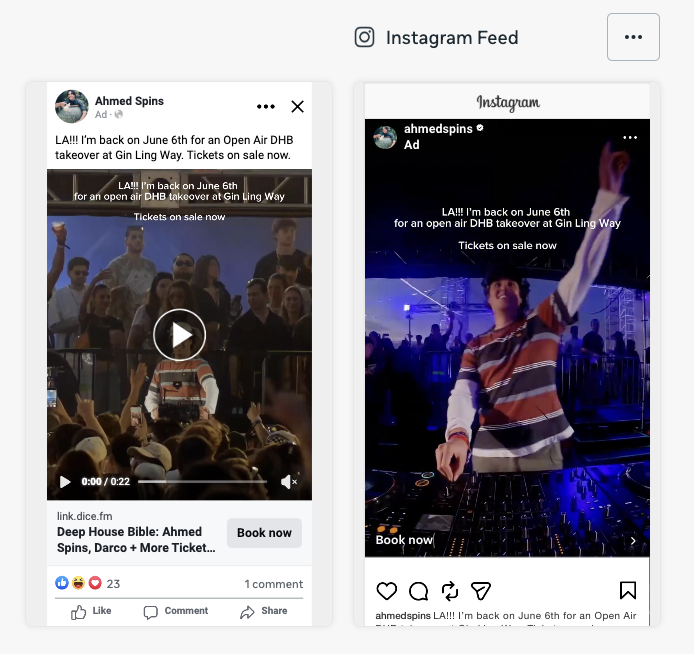 Instagram Feed
Ahmed Spins
Ad
LA!!! I'm back on June 6th for an Open Air DHB
takeover at Gin Ling Way. Tickets on sale now.
LA!!! I'm back on June 6th
for an open air DHB takeover at Gin Ling Way
Tickets on sale now
0:00 / 0:22
link.dice.fm
Deep House Bible: Ahmed
Spins, Darco + More Ticket...
Book now
23
1 comment
Like
Comment
Share
Instagram
ahmedspins
Ad
LA!!! I'm back on June 6th
for an open air DHB takeover at Gin Ling Way
Tickets on sale now
Book now
ahmedspins LA!!! I'm back on June 6th for an Open Air